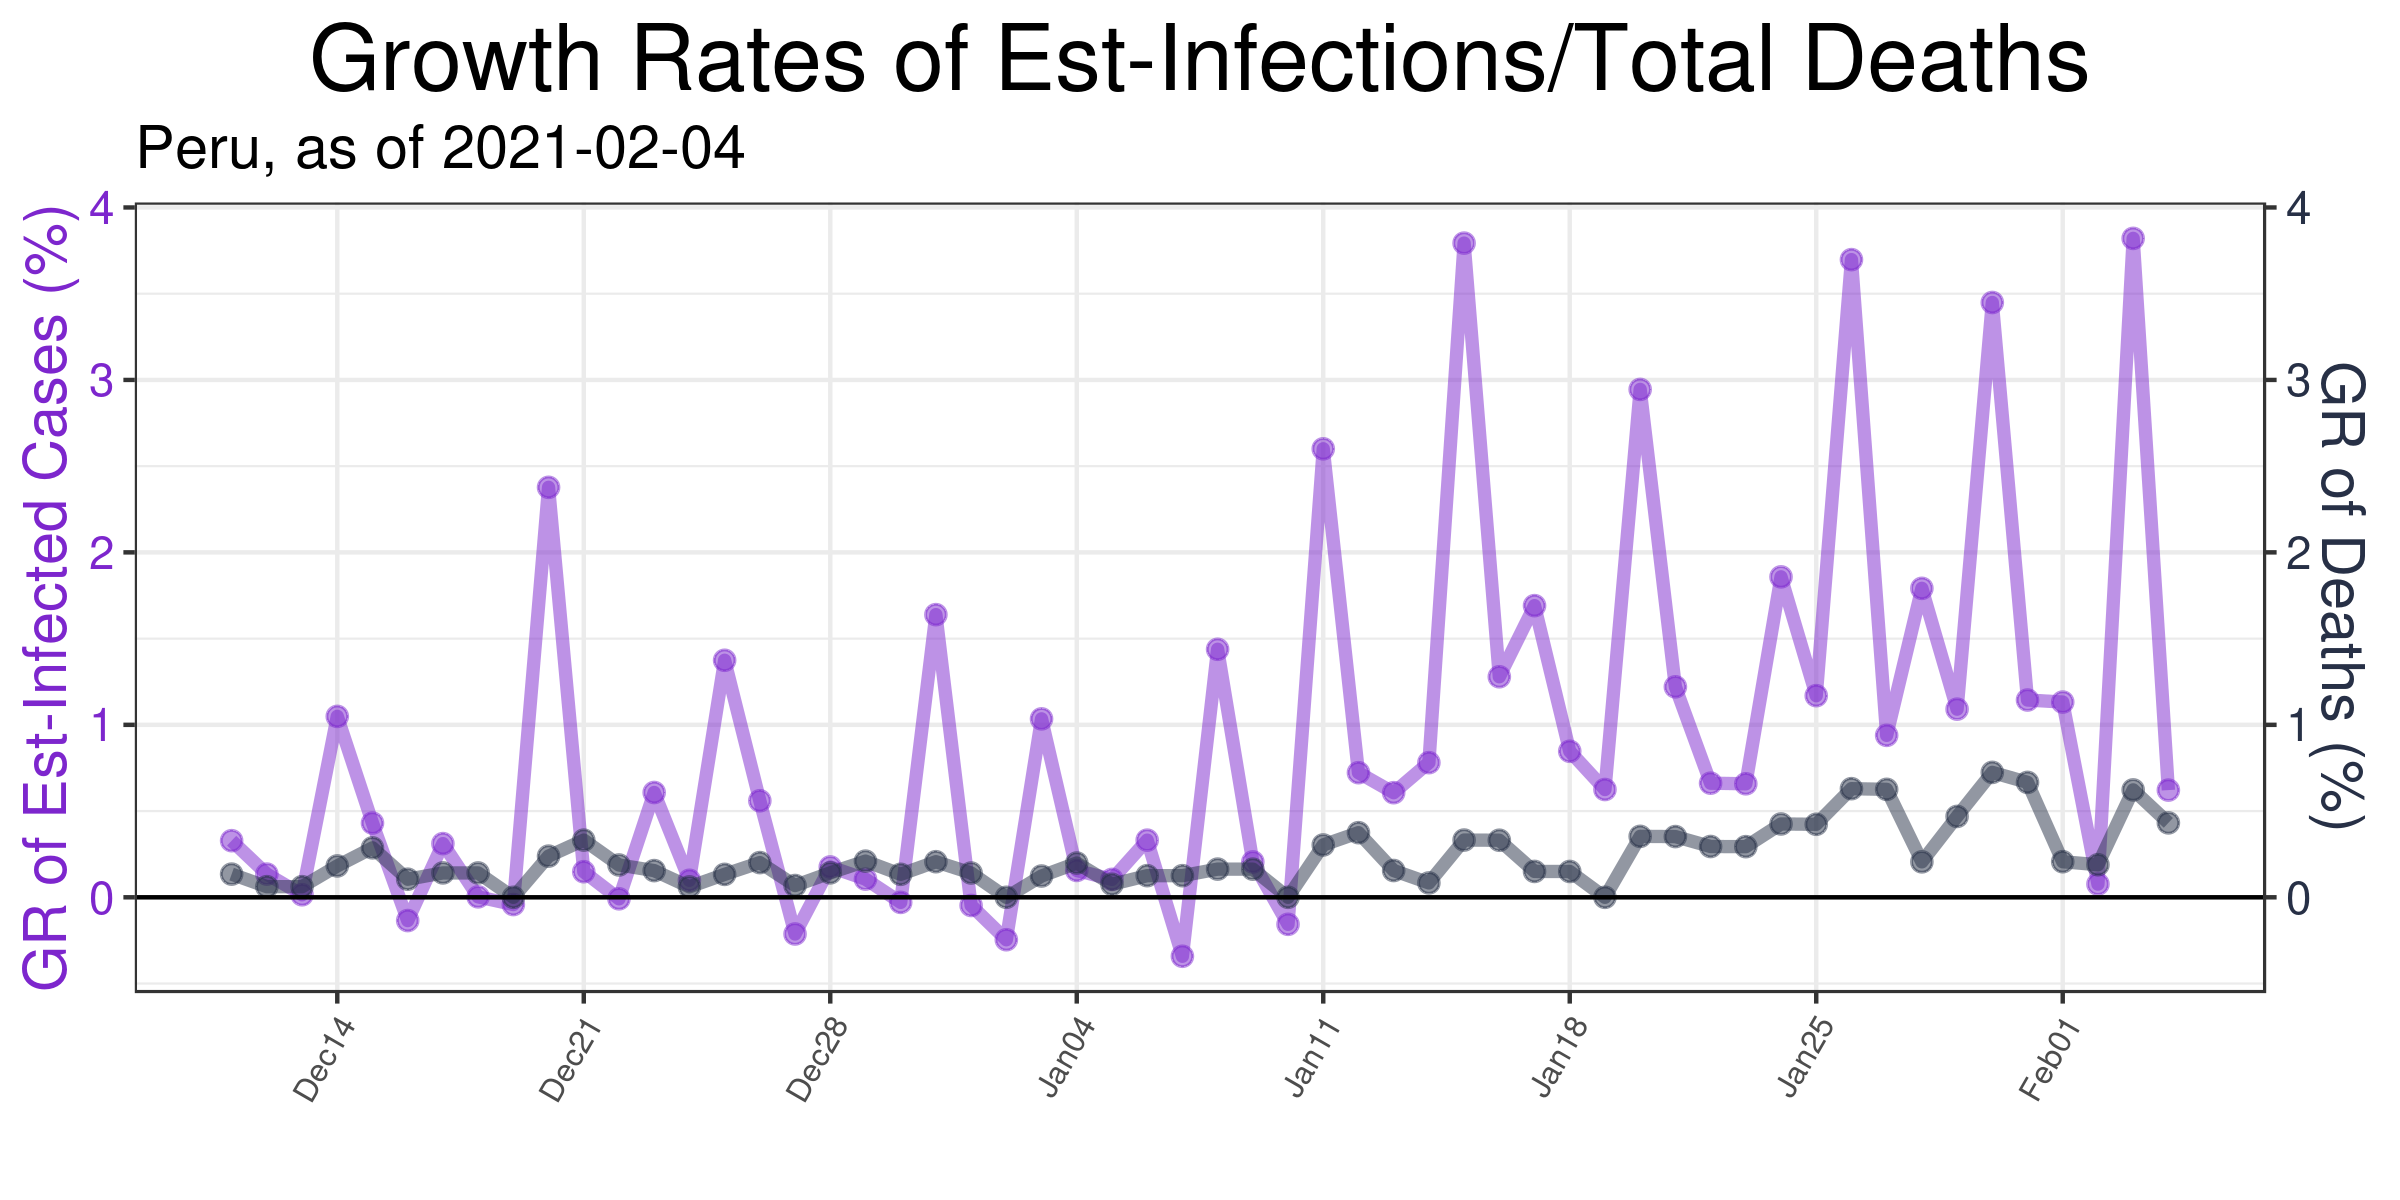 Growth Rates of Est-Infections/Total Deaths
Peru, as of 2021-02-04
GR of Est-Infected Cases (%)
4
3
2
1
0
4
3
2
1
0
GR of Deaths (%)
Dec14
Dec21
Dec28
Jan04
Jan11
Jan18
Jan25
Feb01